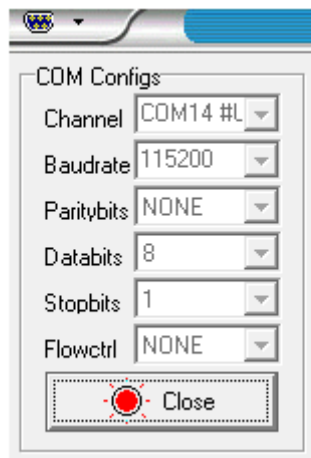 COM Configs
Channel COM14 #U
Baudrate 115200
Paritybits NONE
Databits 8
Stopbits 1
Flowctrl NONE
Close